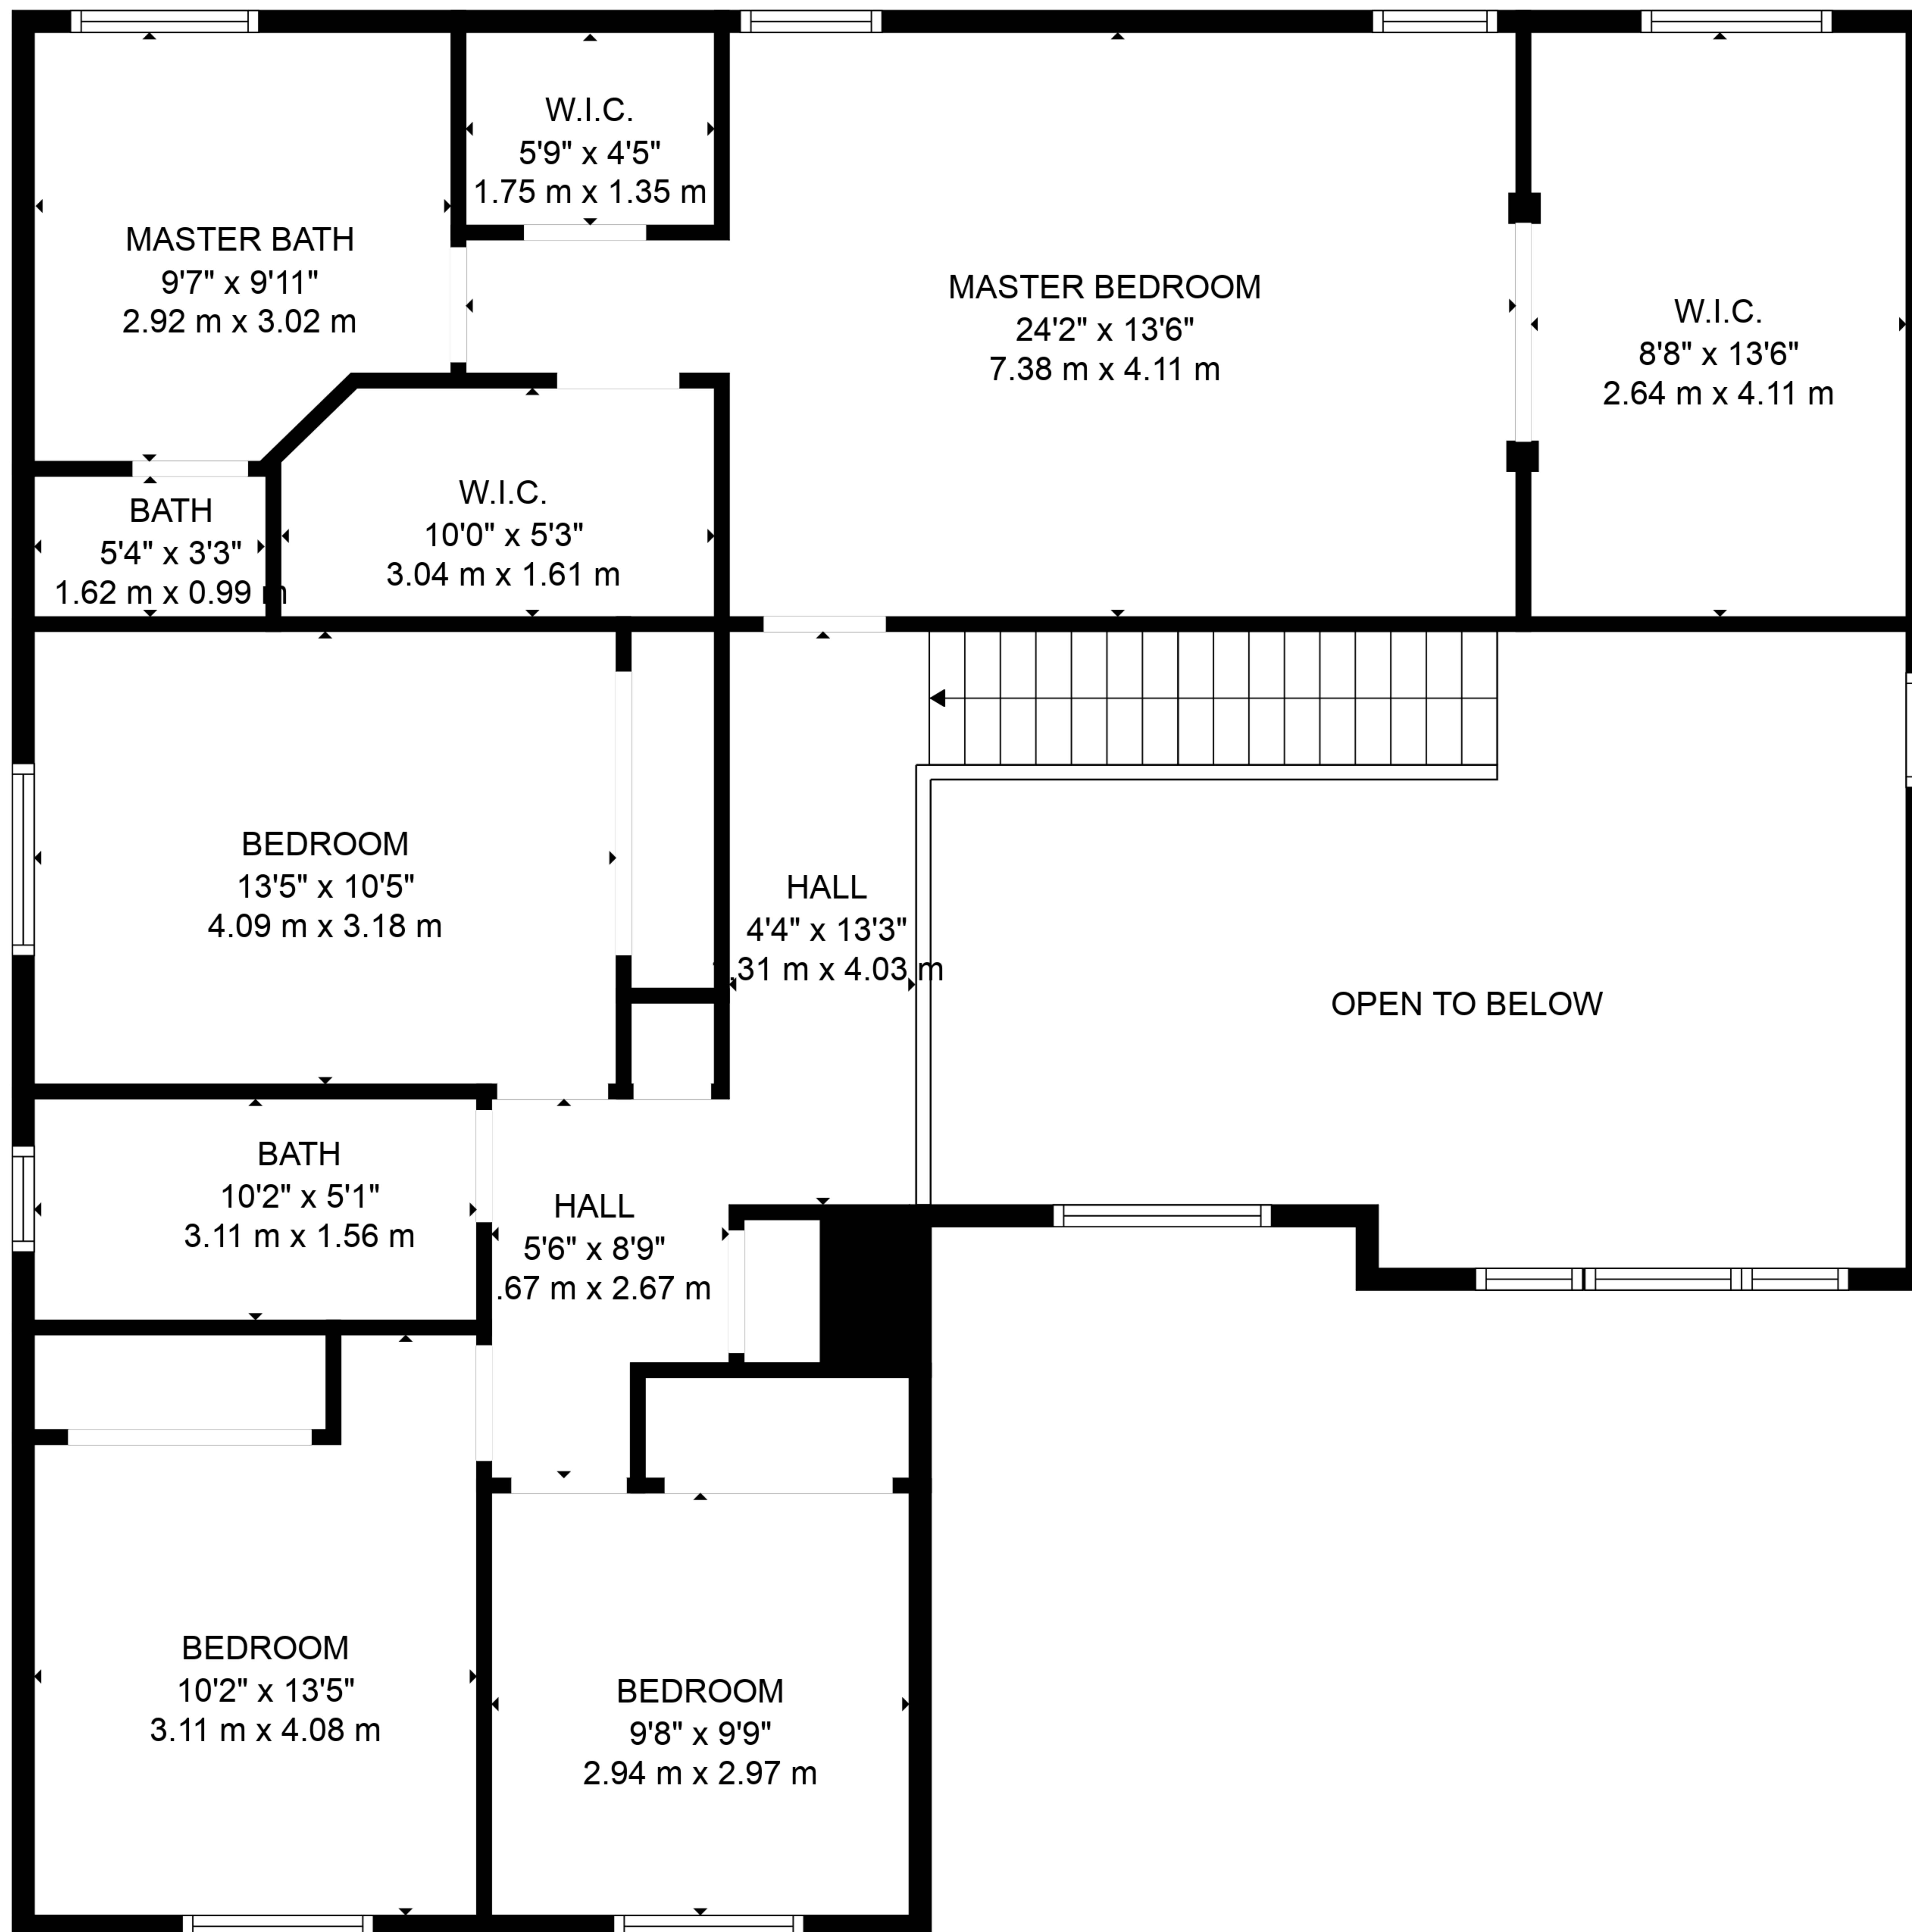 W.I.C.
5'9" x 4'5"
1.75 m x 1.35 m
MASTER BATH
9'7" x 9'11"
2.92 m x 3.02 m
MASTER BEDROOM
24'2" x 13'6"
7.38 m x 4.11 m
W.I.C.
8'8" x 13'6"
2.64 m x 4.11 m
BATH
5'4" x 3'3"
1.62 m x 0.99 m
W.I.C.
10'0" x 5'3"
3.04 m x 1.61 m
BEDROOM
13'5" x 10'5"
4.09 m x 3.18 m
HALL
4'4" x 13'3"
.31 m x 4.03 m
OPEN TO BELOW
BATH
10'2" x 5'1"
3.11 m x 1.56 m
HALL
5'6" x 8'9"
.67 m x 2.67 m
BEDROOM
10'2" x 13'5"
3.11 m x 4.08 m
BEDROOM
9'8" x 9'9"
2.94 m x 2.97 m